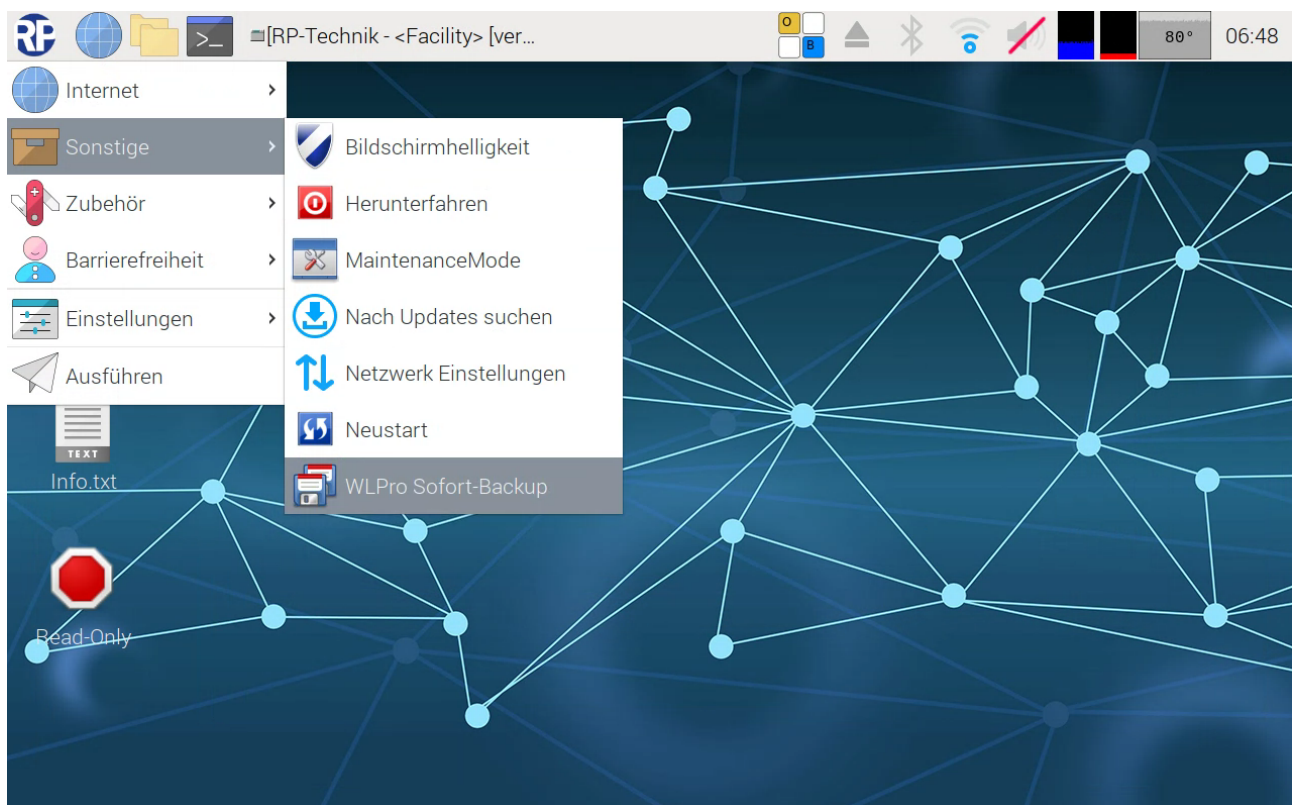 RP
>_
[RP-Technik - <Facility> [ver...
O
B
80°
06:48
Internet
Sonstige
Zubehör
Barrierefreiheit
Einstellungen
Ausführen
Bildschirmhelligkeit
Herunterfahren
MaintenanceMode
Nach Updates suchen
Netzwerk Einstellungen
Neustart
WLPro Sofort-Backup
TEXT
Info.txt
Read-Only